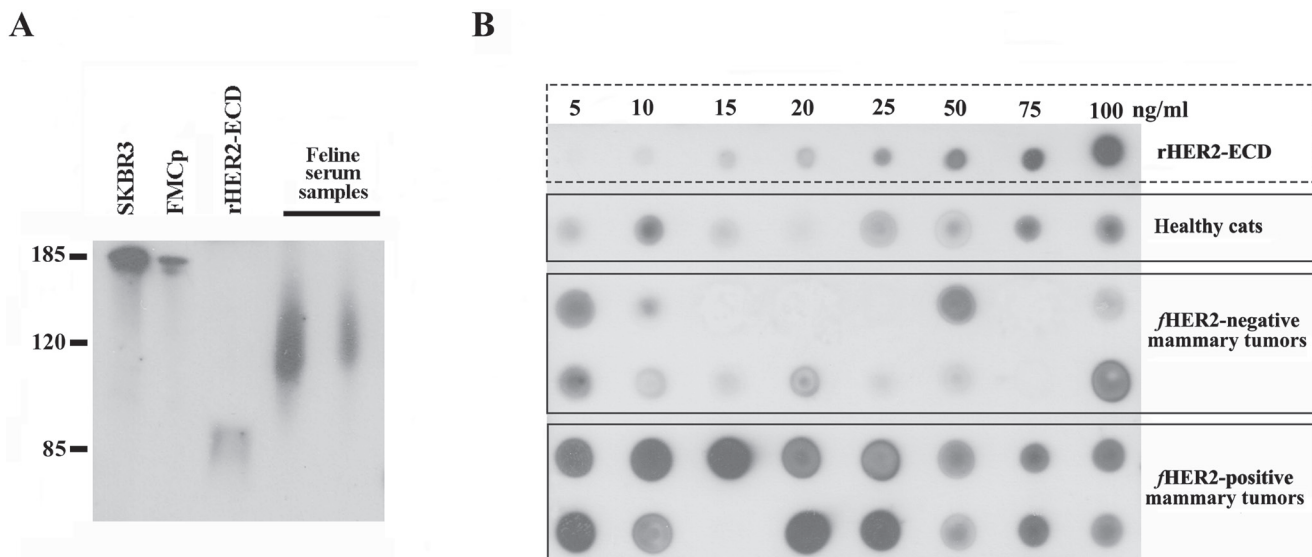 A
SKBR3
FMCp
rHER2-ECD
Feline
serum
samples
185
120
85
B
5 10 15 20 25 50 75 100 ng/ml
rHER2-ECD
Healthy cats
fHER2-negative
mammary tumors
fHER2-positive
mammary tumors